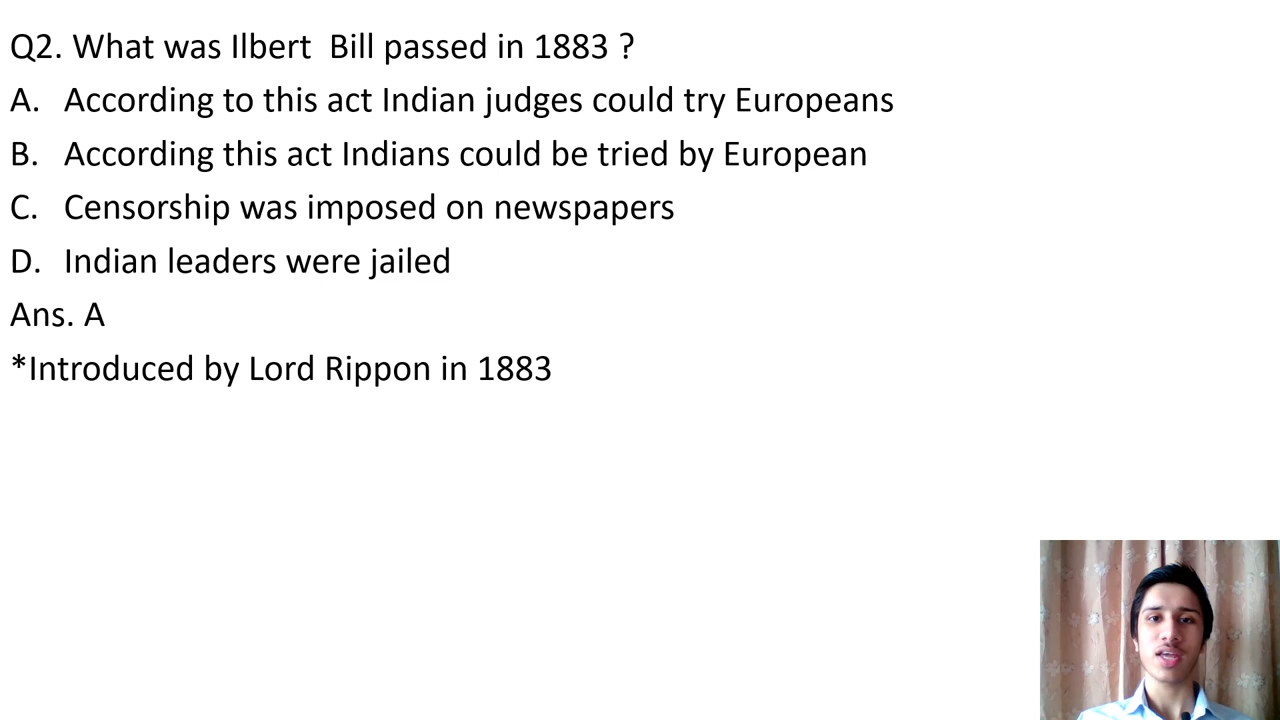 Q2. What was Ilbert  Bill passed in 1883 ?
A. According to this act Indian judges could try Europeans
B. According this act Indians could be tried by European
C. Censorship was imposed on newspapers
D. Indian leaders were jailed
Ans. A
*Introduced by Lord Rippon in 1883